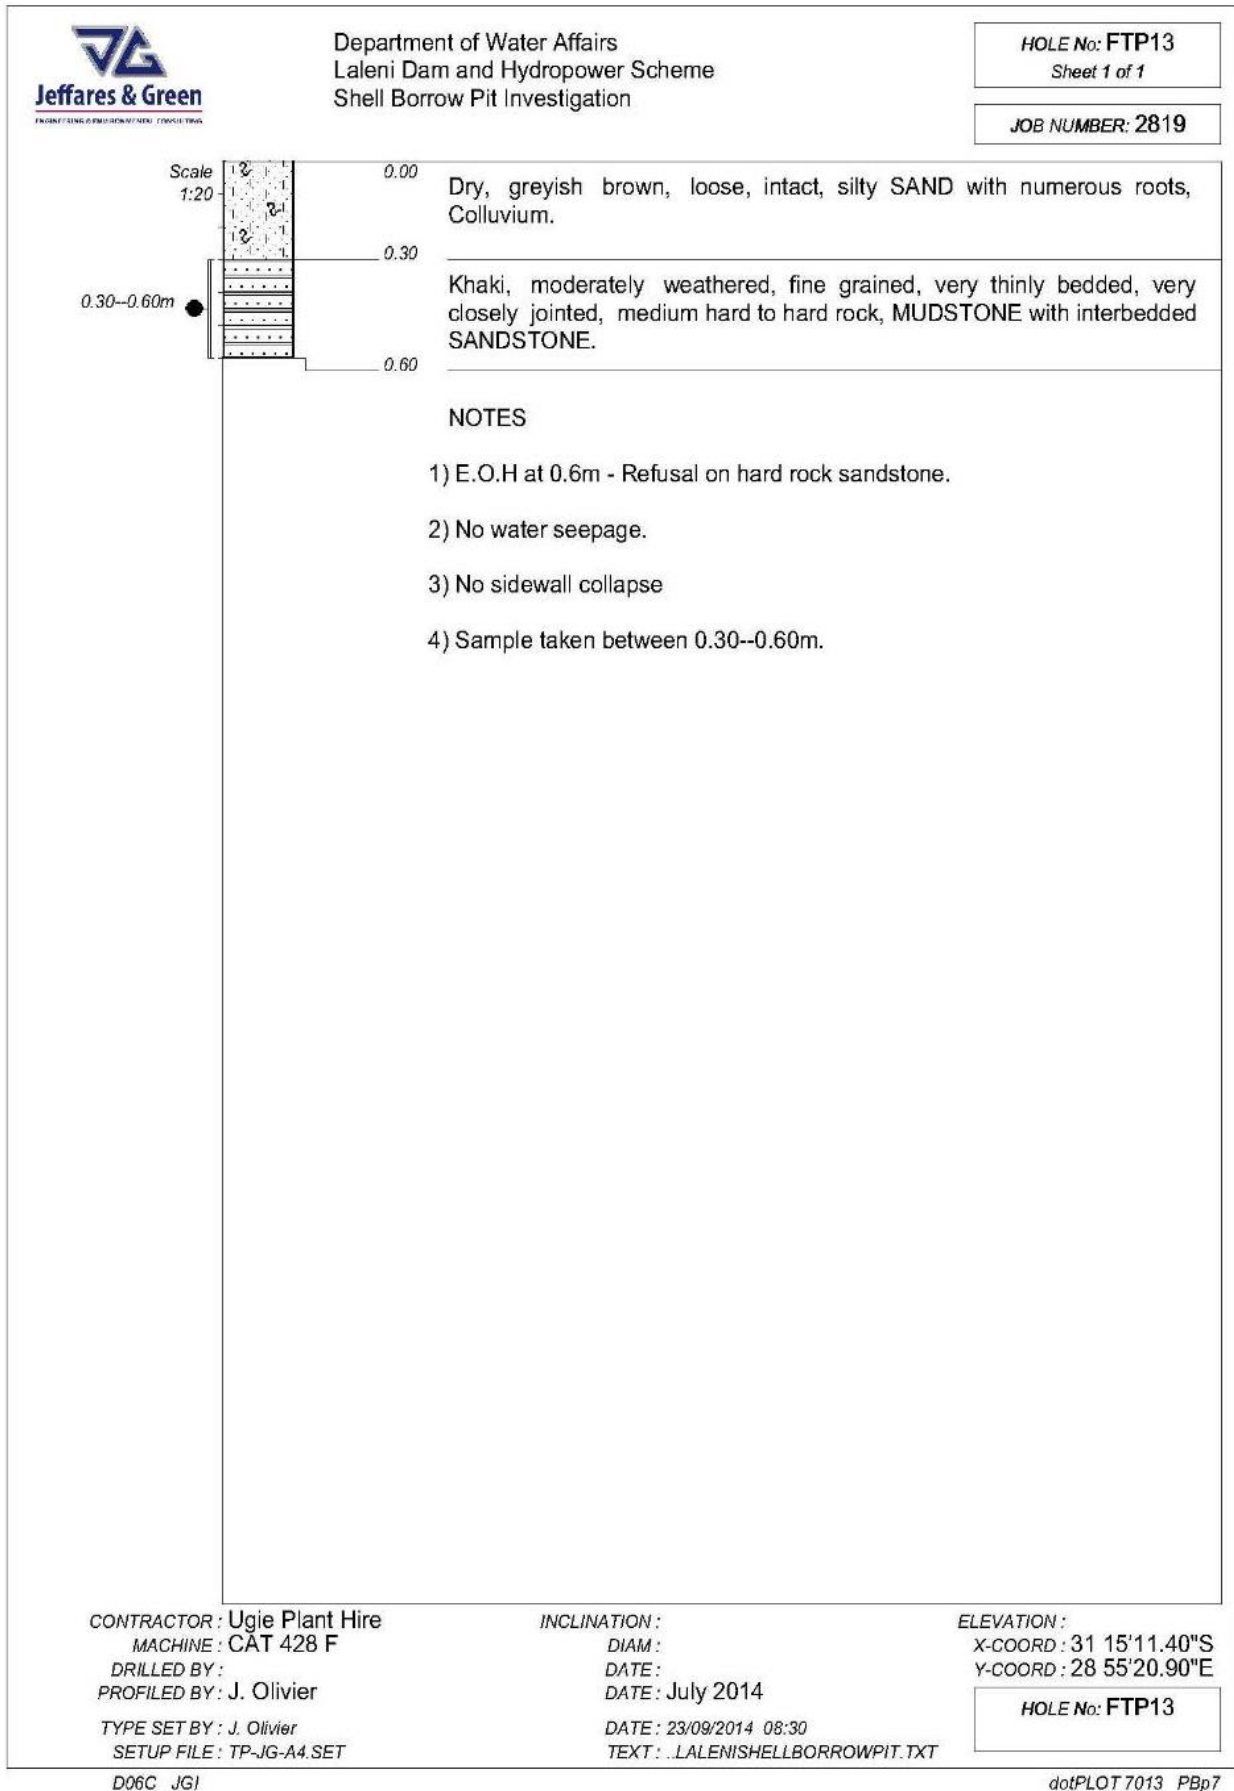 Jeffares & Green
ENGINEERING & ENVIRONMENTAL CONSULTING
Department of Water Affairs
Laleni Dam and Hydropower Scheme
Shell Borrow Pit Investigation
HOLE No: FTP13
Sheet 1 of 1
JOB NUMBER: 2819
Scale
1:20
0.00
Dry, greyish brown, loose, intact, silty SAND with numerous roots,
Colluvium.
0.30
0.30--0.60m
Khaki, moderately weathered, fine grained, very thinly bedded, very
closely jointed, medium hard to hard rock, MUDSTONE with interbedded
SANDSTONE.
0.60
NOTES
1) E.O.H at 0.6m - Refusal on hard rock sandstone.
2) No water seepage.
3) No sidewall collapse
4) Sample taken between 0.30--0.60m.
CONTRACTOR : Ugie Plant Hire
MACHINE : CAT 428 F
DRILLED BY :
PROFILED BY : J. Olivier
TYPE SET BY : J. Olivier
SETUP FILE : TP-JG-A4.SET
INCLINATION :
DIAM :
DATE :
DATE : July 2014
DATE : 23/09/2014 08:30
TEXT : ..LALENISHELLBORROWPIT.TXT
ELEVATION :
X-COORD : 31 15'11.40"S
Y-COORD : 28 55'20.90"E
HOLE No: FTP13
D06C JGI
dotPLOT 7013 PBp7